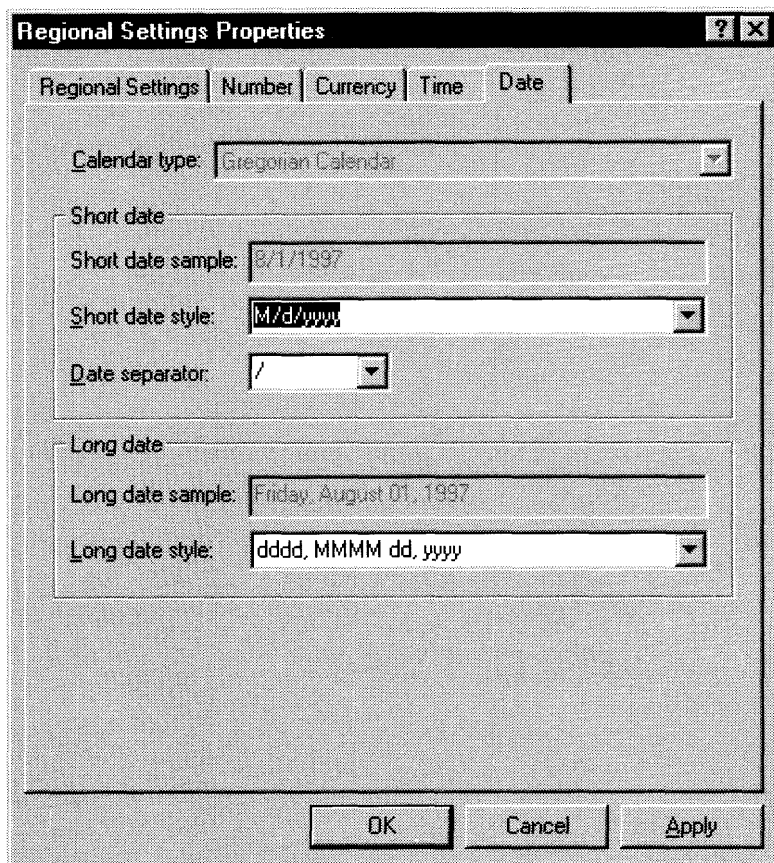 Regional Settings Properties ? ×
Regional Settings Number Currency Time Date
Calendar type: Gregorian Calendar
Short date
Short date sample: 8/1/1997
Short date style: M/d/yyyy
Date separator: /
Long date
Long date sample: Friday, August 01, 1997
Long date style: dddd, MMMM dd, yyyy
OK Cancel Apply